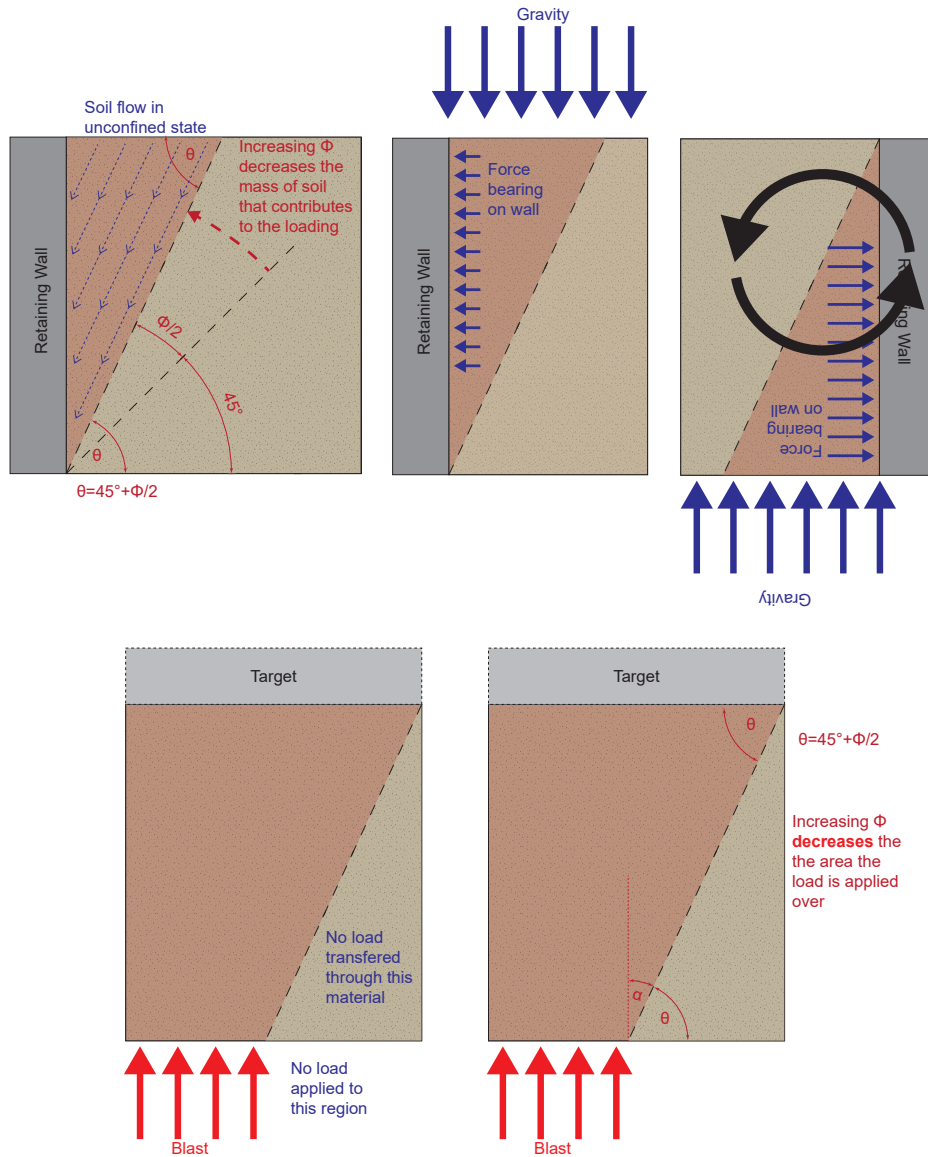 Gravity
Soil flow in
unconfined state
θ
Increasing Φ
decreases the
mass of soil
that contributes
to the loading
Retaining Wall
Φ/2
45°
θ
θ=45°+Φ/2
Force
bearing
on wall
Retaining Wall
Retaining Wall
Force
bearing
on wall
Gravity
Target
No load
transfered
through this
material
No load
applied to
this region
Blast
Target
θ
θ=45°+Φ/2
Increasing Φ
decreases the
the area the
load is applied
over
α
θ
Blast